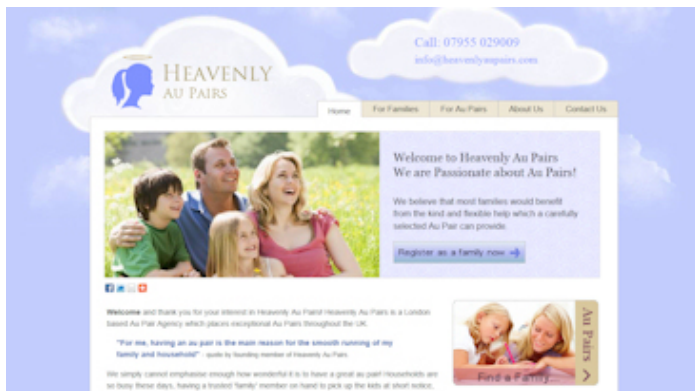 Call: 07955 029009
info@heavenlyaupairs.com
HEAVENLY
AU PAIRS
Home
For Families
For Au Pairs
About Us
Contact Us
Welcome to Heavenly Au Pairs
We are Passionate about Au Pairs!
We believe that most families would benefit
from the kind and flexible help which a carefully
selected Au Pair can provide.
Register as a family now
Welcome and thank you for your interest in Heavenly Au Pairs! Heavenly Au Pairs is a London
based Au Pair Agency which places exceptional Au Pairs throughout the UK.
"For me, having an au pair is the main reason for the smooth running of my
family and household" - quote by founding member of Heavenly Au Pairs
We simply cannot emphasise enough how wonderful it is to have a great au pair! Households are
so busy these days, having a trusted 'family' member on hand to pick up the kids at short notice,
Au Pairs
Find a Family...